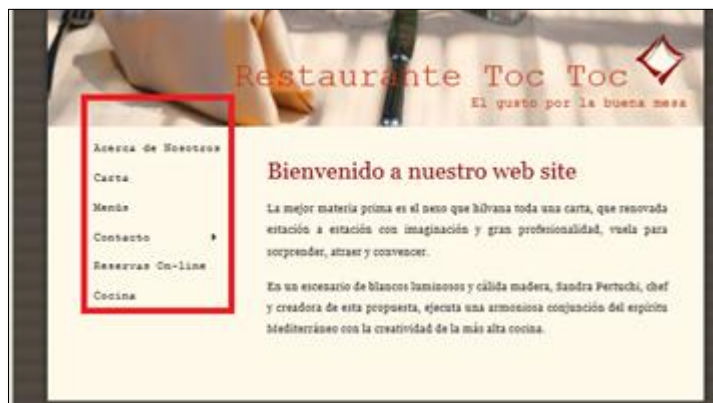 Restaurante Toc Toc
El gusto por la buena mesa
Acerca de Nosotros
Carta
Menús
Contacto
Reservas On-line
Cocina
Bienvenido a nuestro web site
La mejor materia prima es el nexo que hilvana toda una carta, que renovada
estación a estación con imaginación y gran profesionalidad, vuela para
sorprender, atraer y convencer.
En un escenario de blancos luminosos y cálida madera, Sandra Pertuchi, chef
y creadora de esta propuesta, ejecuta una armoniosa conjunción del espíritu
Mediterráneo con la creatividad de la más alta cocina.